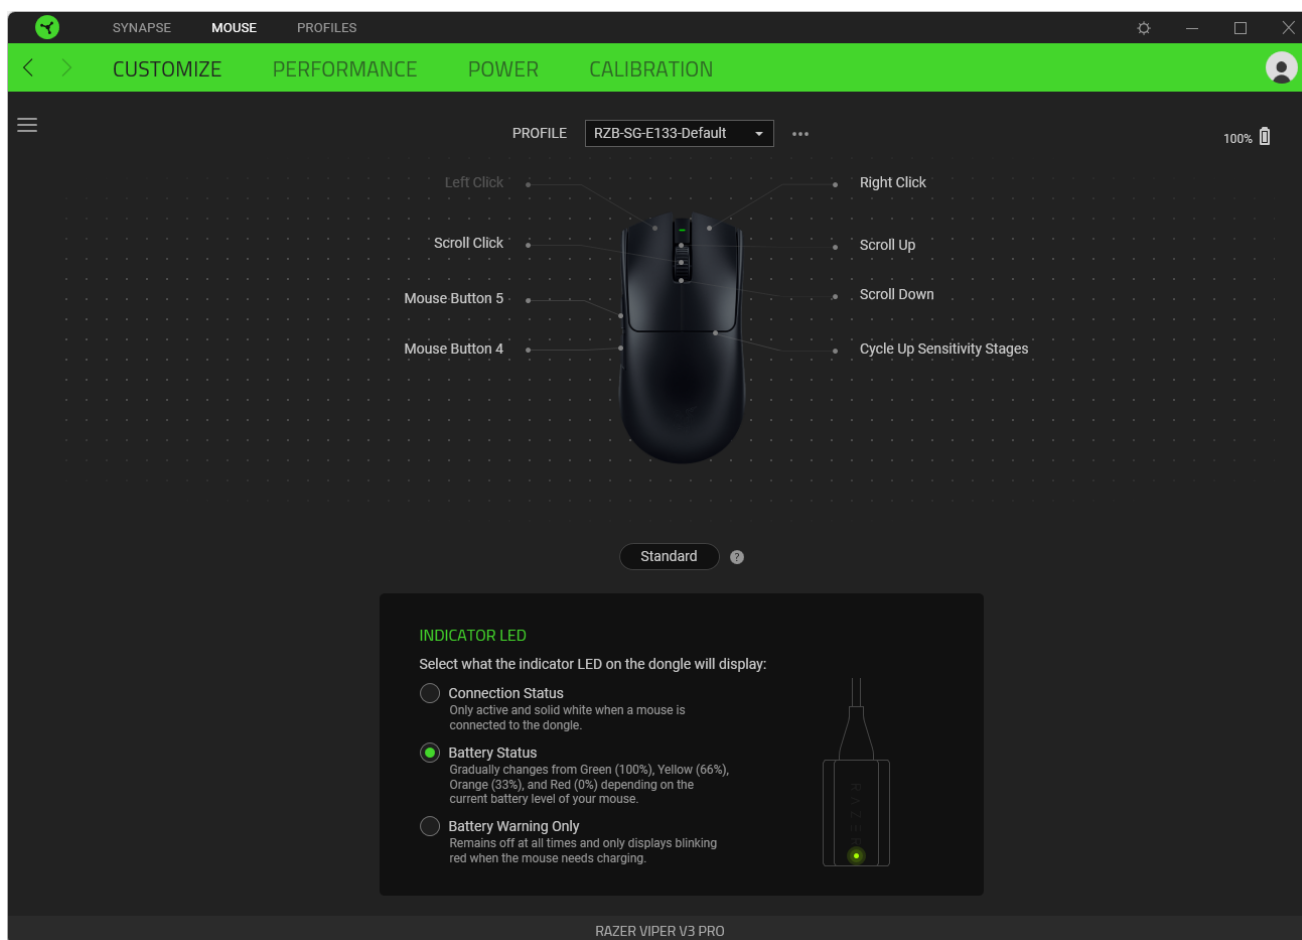 SYNAPSE MOUSE PROFILES
CUSTOMIZE PERFORMANCE POWER CALIBRATION
PROFILE RZB-SG-E133-Default
100%
Left Click Right Click
Scroll Click Scroll Up
Mouse Button 5 Scroll Down
Mouse Button 4 Cycle Up Sensitivity Stages
Standard ?
INDICATOR LED
Select what the indicator LED on the dongle will display:
Connection Status
Only active and solid white when a mouse is
connected to the dongle.
Battery Status
Gradually changes from Green (100%), Yellow (66%),
Orange (33%), and Red (0%) depending on the
current battery level of your mouse.
Battery Warning Only
Remains off at all times and only displays blinking
red when the mouse needs charging.
RAZER
RAZER VIPER V3 PRO